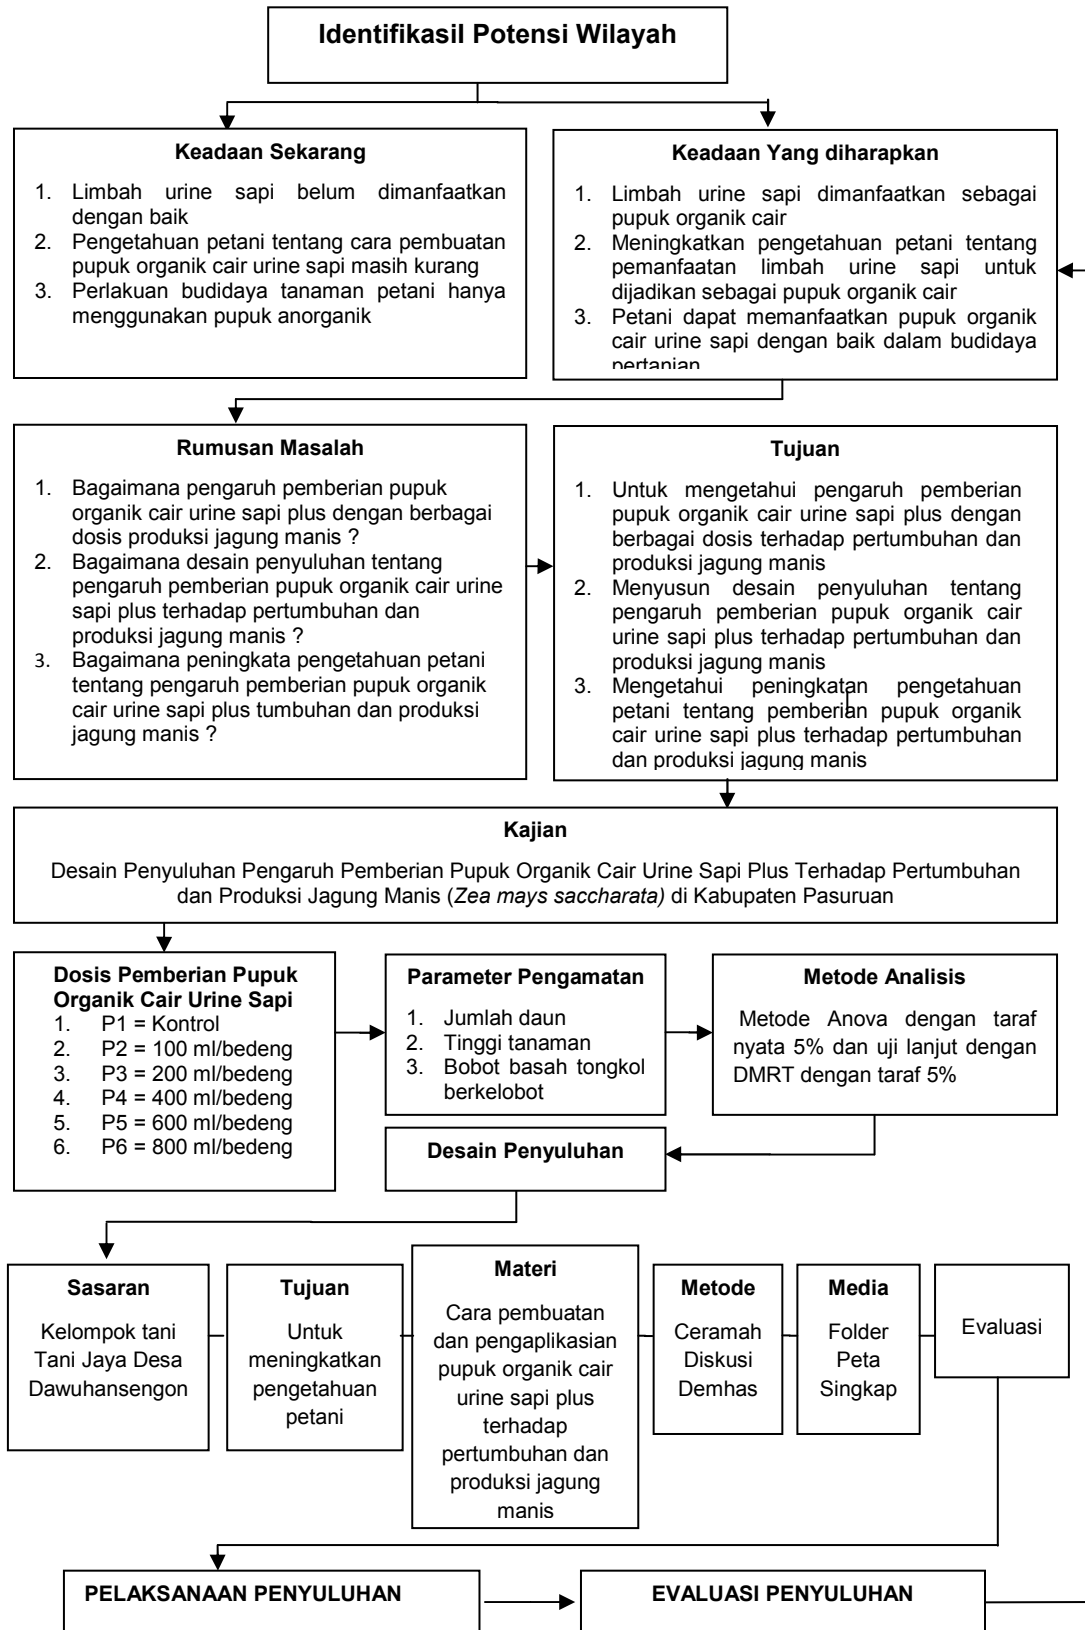 Identifikasil Potensi Wilayah
Keadaan Sekarang
1. Limbah urine sapi belum dimanfaatkan
dengan baik
2. Pengetahuan petani tentang cara pembuatan
pupuk organik cair urine sapi masih kurang
3. Perlakuan budidaya tanaman petani hanya
menggunakan pupuk anorganik
Keadaan Yang diharapkan
1. Limbah urine sapi dimanfaatkan sebagai
pupuk organik cair
2. Meningkatkan pengetahuan petani tentang
pemanfaatan limbah urine sapi untuk
dijadikan sebagai pupuk organik cair
3. Petani dapat memanfaatkan pupuk organik
cair urine sapi dengan baik dalam budidaya
pertanian
Rumusan Masalah
1. Bagaimana pengaruh pemberian pupuk
organik cair urine sapi plus dengan berbagai
dosis produksi jagung manis ?
2. Bagaimana desain penyuluhan tentang
pengaruh pemberian pupuk organik cair urine
sapi plus terhadap pertumbuhan dan
produksi jagung manis ?
3. Bagaimana peningkata pengetahuan petani
tentang pengaruh pemberian pupuk organik
cair urine sapi plus tumbuhan dan produksi
jagung manis ?
Tujuan
1. Untuk mengetahui pengaruh pemberian
pupuk organik cair urine sapi plus dengan
berbagai dosis terhadap pertumbuhan dan
produksi jagung manis
2. Menyusun desain penyuluhan tentang
pengaruh pemberian pupuk organik cair
urine sapi plus terhadap pertumbuhan dan
produksi jagung manis
3. Mengetahui peningkatan pengetahuan
petani tentang pemberian pupuk organik
cair urine sapi plus terhadap pertumbuhan
dan produksi jagung manis
Kajian
Desain Penyuluhan Pengaruh Pemberian Pupuk Organik Cair Urine Sapi Plus Terhadap Pertumbuhan
dan Produksi Jagung Manis (Zea mays saccharata) di Kabupaten Pasuruan
Dosis Pemberian Pupuk
Organik Cair Urine Sapi
1. P1 = Kontrol
2. P2 = 100 ml/bedeng
3. P3 = 200 ml/bedeng
4. P4 = 400 ml/bedeng
5. P5 = 600 ml/bedeng
6. P6 = 800 ml/bedeng
Parameter Pengamatan
1. Jumlah daun
2. Tinggi tanaman
3. Bobot basah tongkol
berkelobot
Metode Analisis
Metode Anova dengan taraf
nyata 5% dan uji lanjut dengan
DMRT dengan taraf 5%
Desain Penyuluhan
Sasaran
Kelompok tani
Tani Jaya Desa
Dawuhansengon
Tujuan
Untuk
meningkatkan
pengetahuan
petani
Materi
Cara pembuatan
dan pengaplikasian
pupuk organik cair
urine sapi plus
terhadap
pertumbuhan dan
produksi jagung
manis
Metode
Ceramah
Diskusi
Demhas
Media
Folder
Peta
Singkap
Evaluasi
PELAKSANAAN PENYULUHAN
EVALUASI PENYULUHAN